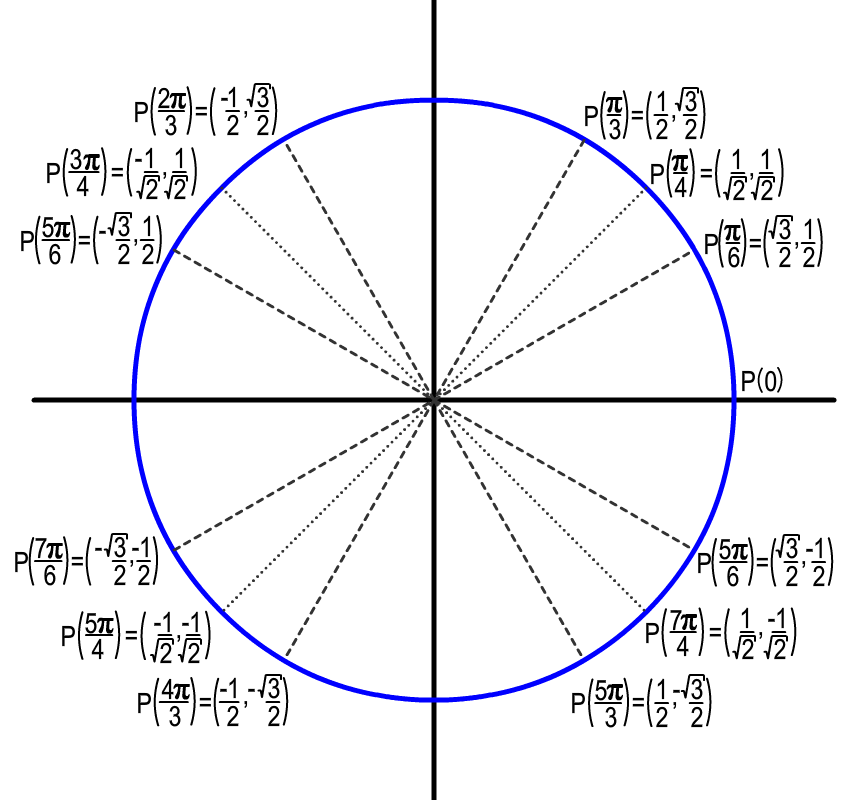 P(2π/3)=(-1/2,√3/2)
P(π/3)=(1/2,√3/2)
P(3π/4)=(-1/√2,1/√2)
P(π/4)=(1/√2,1/√2)
P(5π/6)=(-√3/2,1/2)
P(π/6)=(√3/2,1/2)
P(0)
P(7π/6)=(-√3/2,-1/2)
P(5π/6)=(√3/2,-1/2)
P(5π/4)=(-1/√2,-1/√2)
P(7π/4)=(1/√2,-1/√2)
P(4π/3)=(-1/2,-√3/2)
P(5π/3)=(1/2,-√3/2)